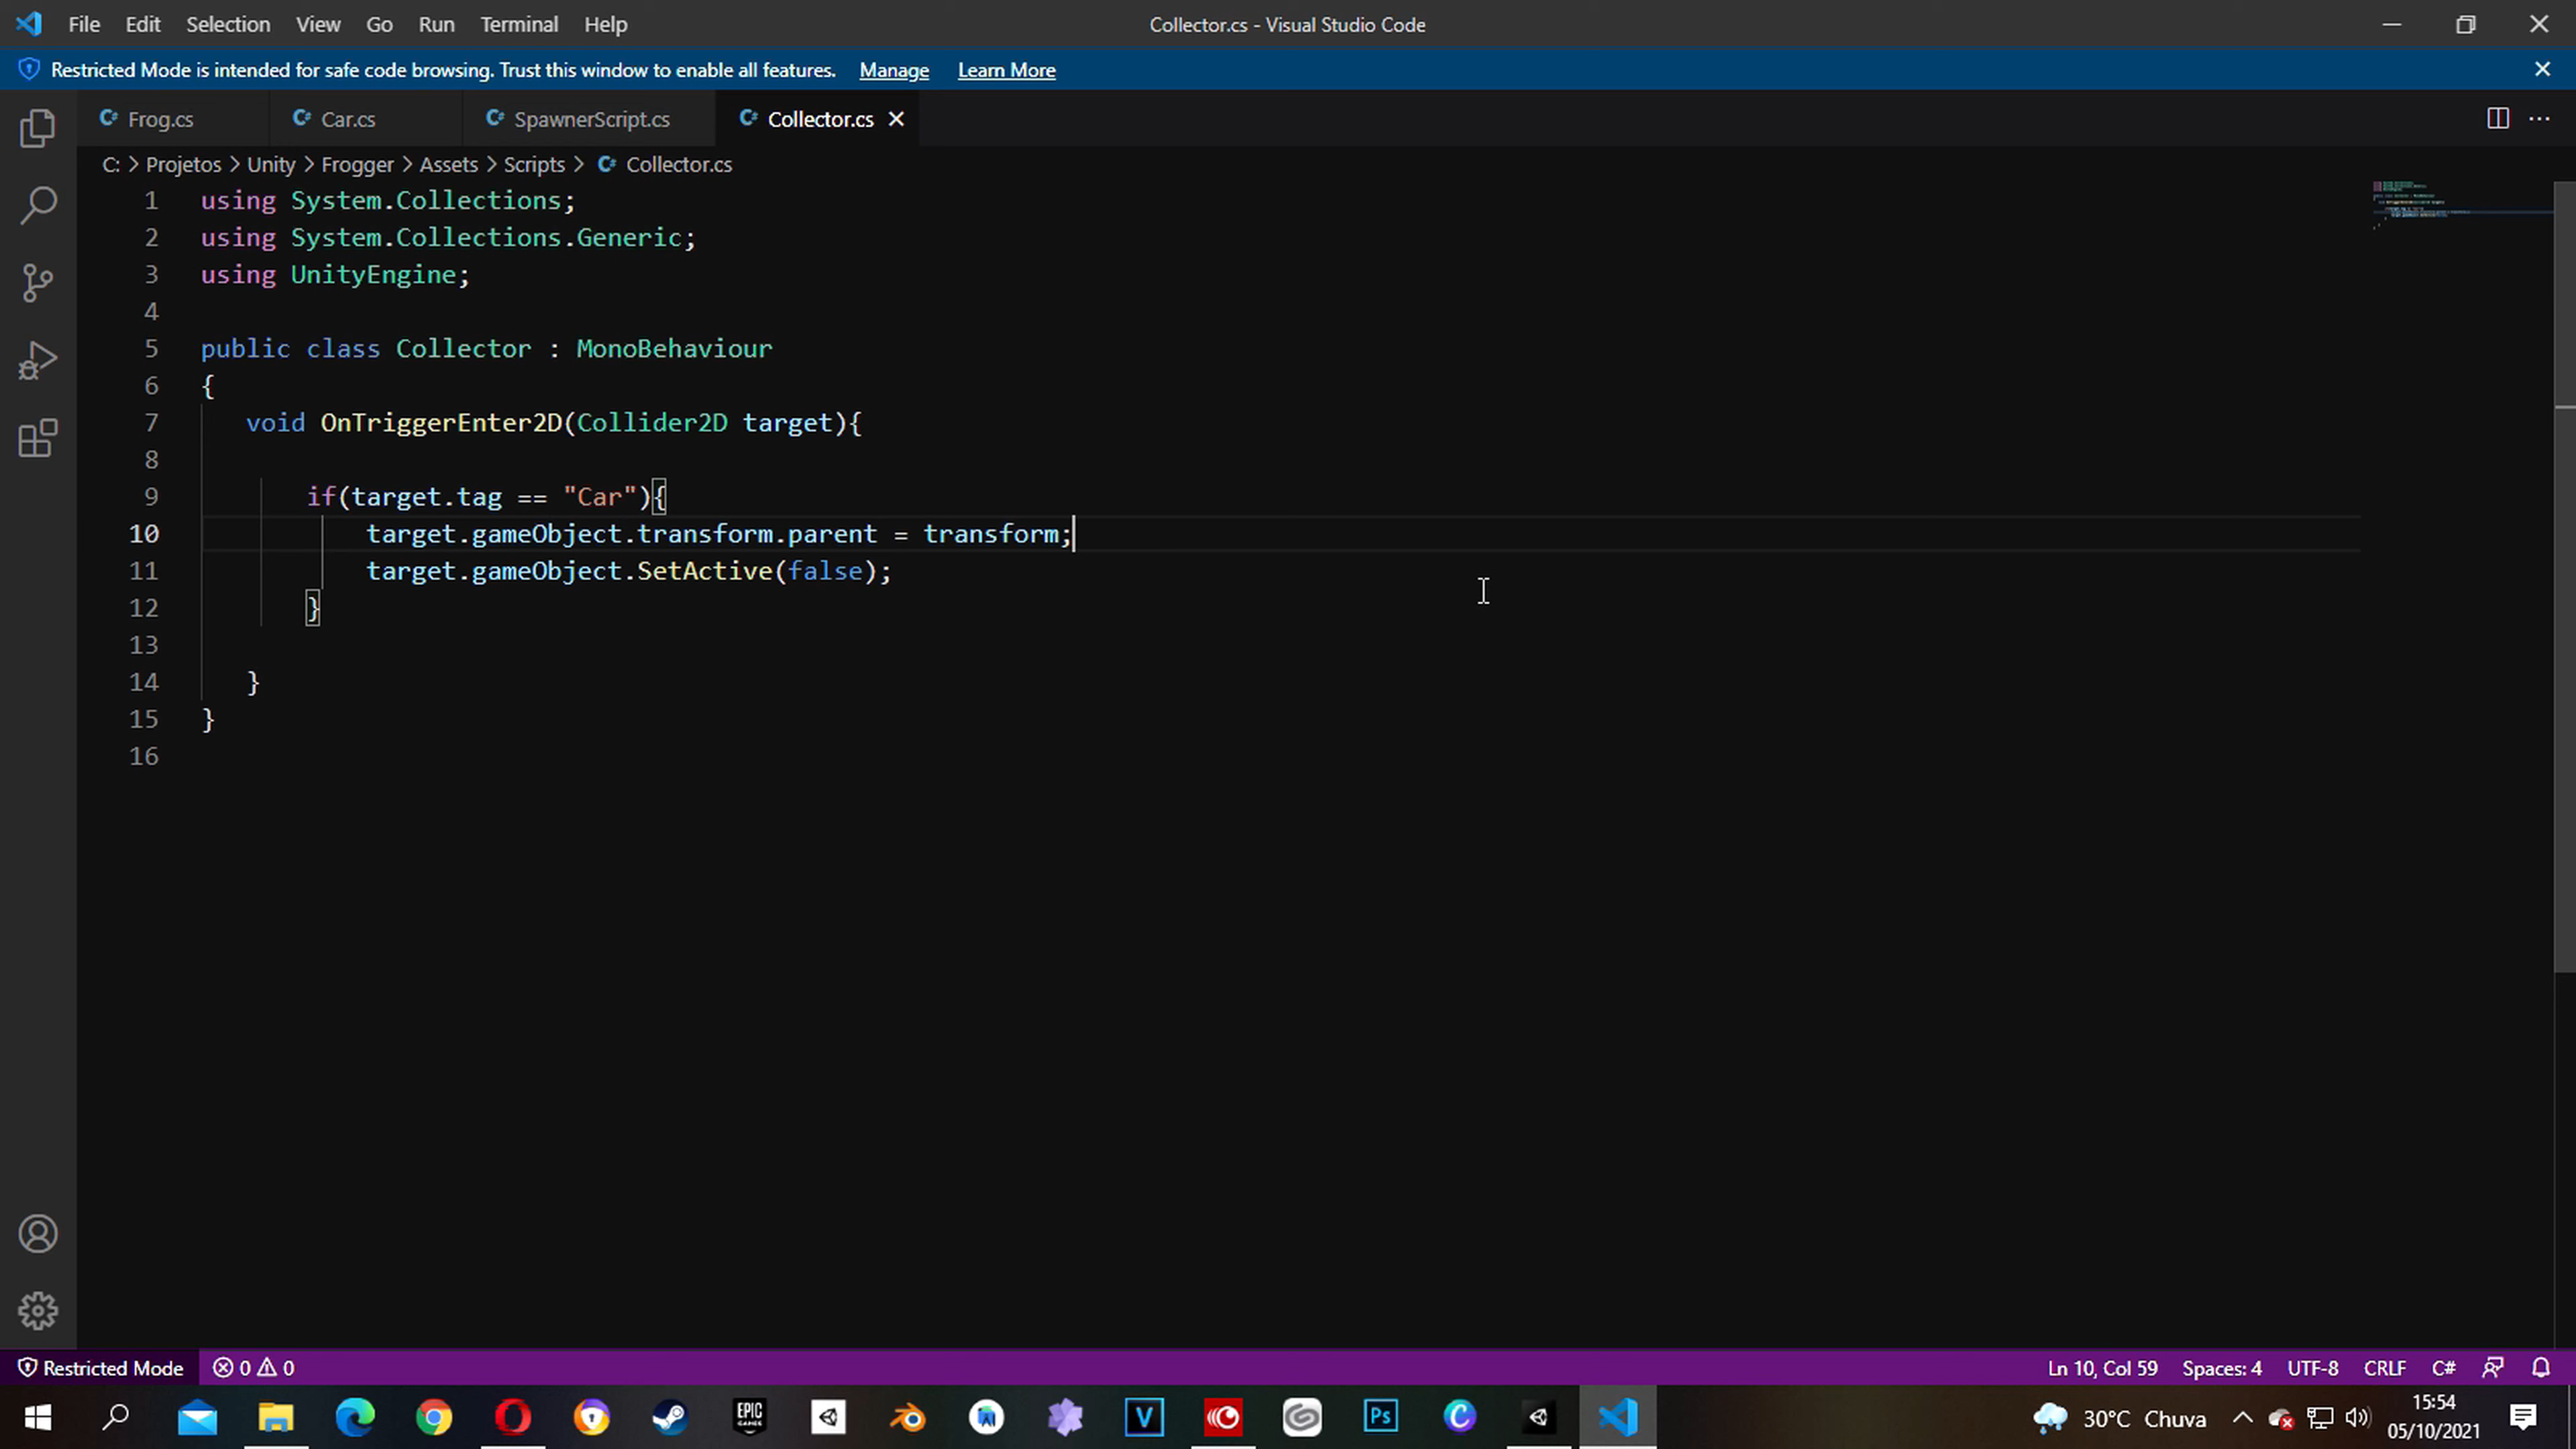 File Edit Selection View Go Run Terminal Help Collector.cs - Visual Studio Code
Restricted Mode is intended for safe code browsing. Trust this window to enable all features. Manage Learn More
Frog.cs Car.cs SpawnerScript.cs Collector.cs
C: > Projetos > Unity > Frogger > Assets > Scripts > Collector.cs
1 using System.Collections;
2 using System.Collections.Generic;
3 using UnityEngine;
4
5 public class Collector : MonoBehaviour
6 {
7 void OnTriggerEnter2D(Collider2D target){
8
9 if(target.tag == "Car"){
10 target.gameObject.transform.parent = transform;
11 target.gameObject.SetActive(false);
12 }
13
14 }
15 }
16
Restricted Mode 0 0 Ln 10, Col 59 Spaces: 4 UTF-8 CRLF C#
EPIC GAMES V Ps C 30°C Chuva 15:54
05/10/2021